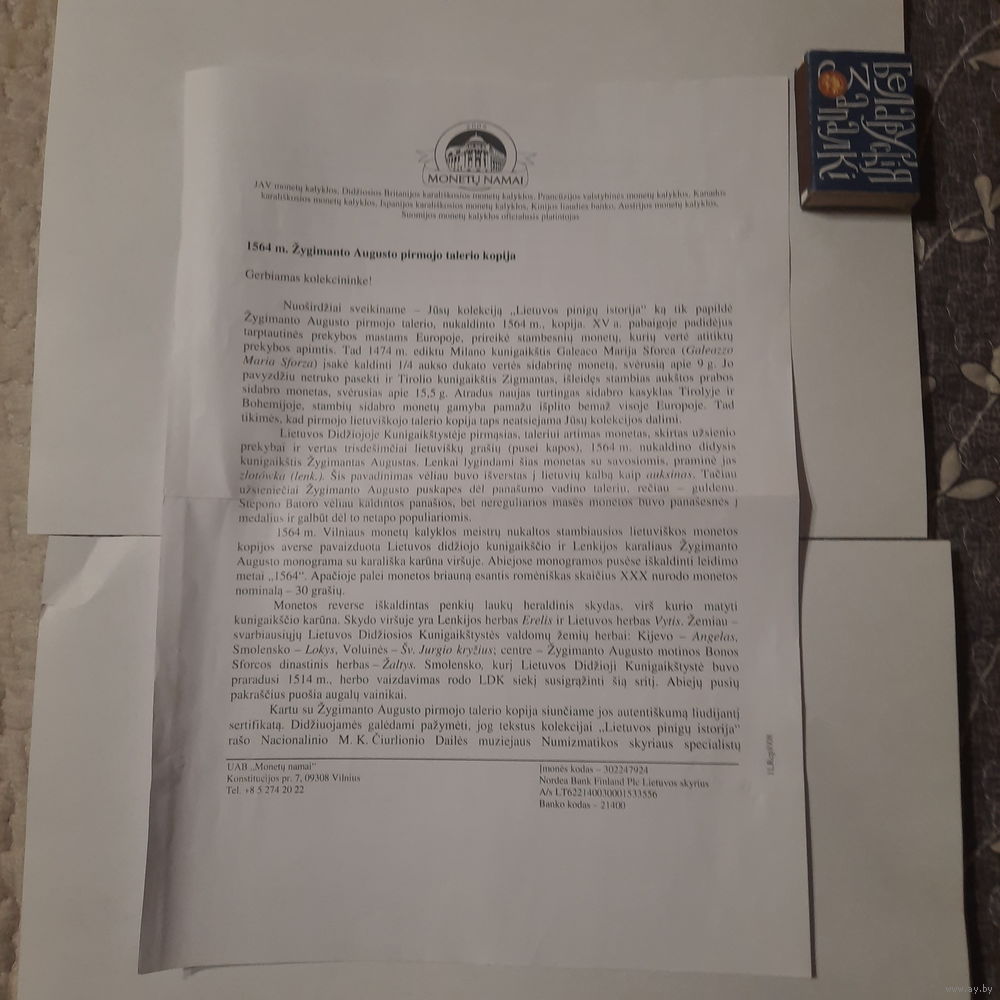 2009
MONETŲ NAMAI
JAV monetų kalyklos, Didžiosios Britanijos karališkosios monetų kalyklos, Prancūzijos valstybinės monetų kalyklos, Kanados
karališkosios monetų kalyklos, Ispanijos karališkosios monetų kalyklos, Kinijos liaudies banko, Austrijos monetų kalyklos,
Suomijos monetų kalyklos oficialusis platintojas
1564 m. Žygimanto Augusto pirmojo talerio kopija
Gerbiamas kolekcininke!
Nuoširdžiai sveikiname – Jūsų kolekciją „Lietuvos pinigų istorija“ ką tik papildė
Žygimanto Augusto pirmojo talerio, nukaldinto 1564 m., kopija. XV a. pabaigoje padidėjus
tarptautinės prekybos mastams Europoje, prireikė stambesnių monetų, kurių vertė atitiktų
prekybos apimtis. Tad 1474 m. ediktu Milano kunigaikštis Galeaco Marija Sforca (Galeazzo
Maria Sforza) įsakė kaldinti 1/4 aukso dukato vertės sidabrinę monetą, svėrusią apie 9 g. Jo
pavyzdžiu netruko pasekti ir Tirolio kunigaikštis Zigmantas, išleidęs stambias aukštos prabos
sidabro monetas, svėrusias apie 15,5 g. Atradus naujas turtingas sidabro kasyklas Tirolyje ir
Bohemijoje, stambių sidabro monetų gamyba pamažu išplito bemaž visoje Europoje. Tad
tikimės, kad pirmojo lietuviškojo talerio kopija taps neatsiejama Jūsų kolekcijos dalimi.
Lietuvos Didžiojoje Kunigaikštystėje pirmąsias, taleriui artimas monetas, skirtas užsienio
prekybai ir vertas trisdešimčiai lietuviškų grašių (pusei kapos), 1564 m. nukaldino didysis
kunigaikštis Žygimantas Augustas. Lenkai lygindami šias monetas su savosiomis, praminė jas
złotówka (lenk.). Šis pavadinimas vėliau buvo išverstas į lietuvių kalbą kaip auksinas. Tačiau
užsieniečiai Žygimanto Augusto puskapes dėl panašumo vadino taleriu, rečiau – guldenu.
Stepono Batoro vėliau kaldintos panašios, bet nereguliarios masės monetos buvo panašesnės į
medalius ir galbūt dėl to netapo populiariomis.
1564 m. Vilniaus monetų kalyklos meistrų nukaltos stambiausios lietuviškos monetos
kopijos averse pavaizduota Lietuvos didžiojo kunigaikščio ir Lenkijos karaliaus Žygimanto
Augusto monograma su karališka karūna viršuje. Abiejose monogramos pusėse iškaldinti leidimo
metai „1564“. Apačioje palei monetos briauną esantis romėniškas skaičius XXX nurodo monetos
nominalą – 30 grašių.
Monetos reverse iškaldintas penkių laukų heraldinis skydas, virš kurio matyti
kunigaikščio karūna. Skydo viršuje yra Lenkijos herbas Erelis ir Lietuvos herbas Vytis. Žemiau –
svarbiausiųjų Lietuvos Didžiosios Kunigaikštystės valdomų žemių herbai: Kijevo – Angelas,
Smolensko – Lokys, Voluinės – Šv. Jurgio kryžius; centre – Žygimanto Augusto motinos Bonos
Sforcos dinastinis herbas – Žaltys. Smolensko, kurį Lietuvos Didžioji Kunigaikštystė buvo
praradusi 1514 m., herbo vaizdavimas rodo LDK siekį susigrąžinti šią sritį. Abiejų pusių
pakraščius puošia augalų vainikai.
Kartu su Žygimanto Augusto pirmojo talerio kopija siunčiame jos autentiškumą liudijantį
sertifikatą. Didžiuojamės galėdami pažymėti, jog tekstus kolekcijai „Lietuvos pinigų istorija“
rašo Nacionalinio M. K. Čiurlionio Dailės muziejaus Numizmatikos skyriaus specialistų
UAB „Monetų namai“
Konstitucijos pr. 7, 09308 Vilnius
Tel. +8 5 274 20 22
Įmonės kodas – 302247924
Nordea Bank Finland Plc Lietuvos skyrius
A/s LT622140030001533556
Banko kodas – 21400
Беларускія
запалкі
www.ay.by